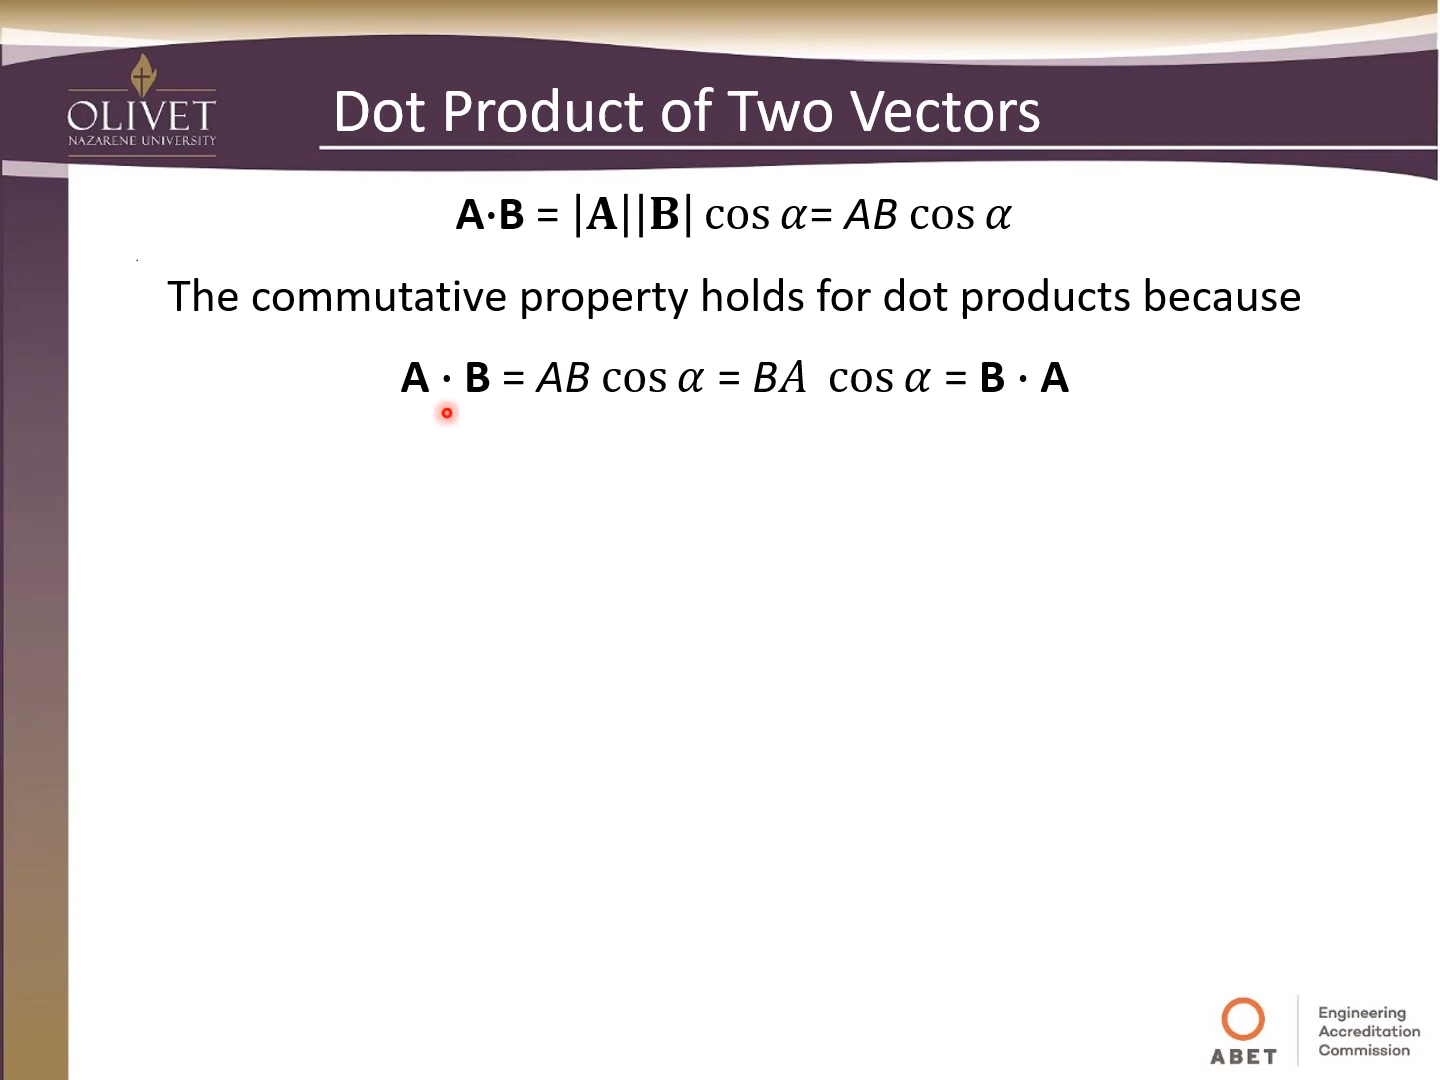 OLIVET
NAZARENE UNIVERSITY
Dot Product of Two Vectors
A·B = |A||B| cos α= AB cos α
The commutative property holds for dot products because
A · B = AB cos α = BA cos α = B · A
ABET
Engineering
Accreditation
Commission